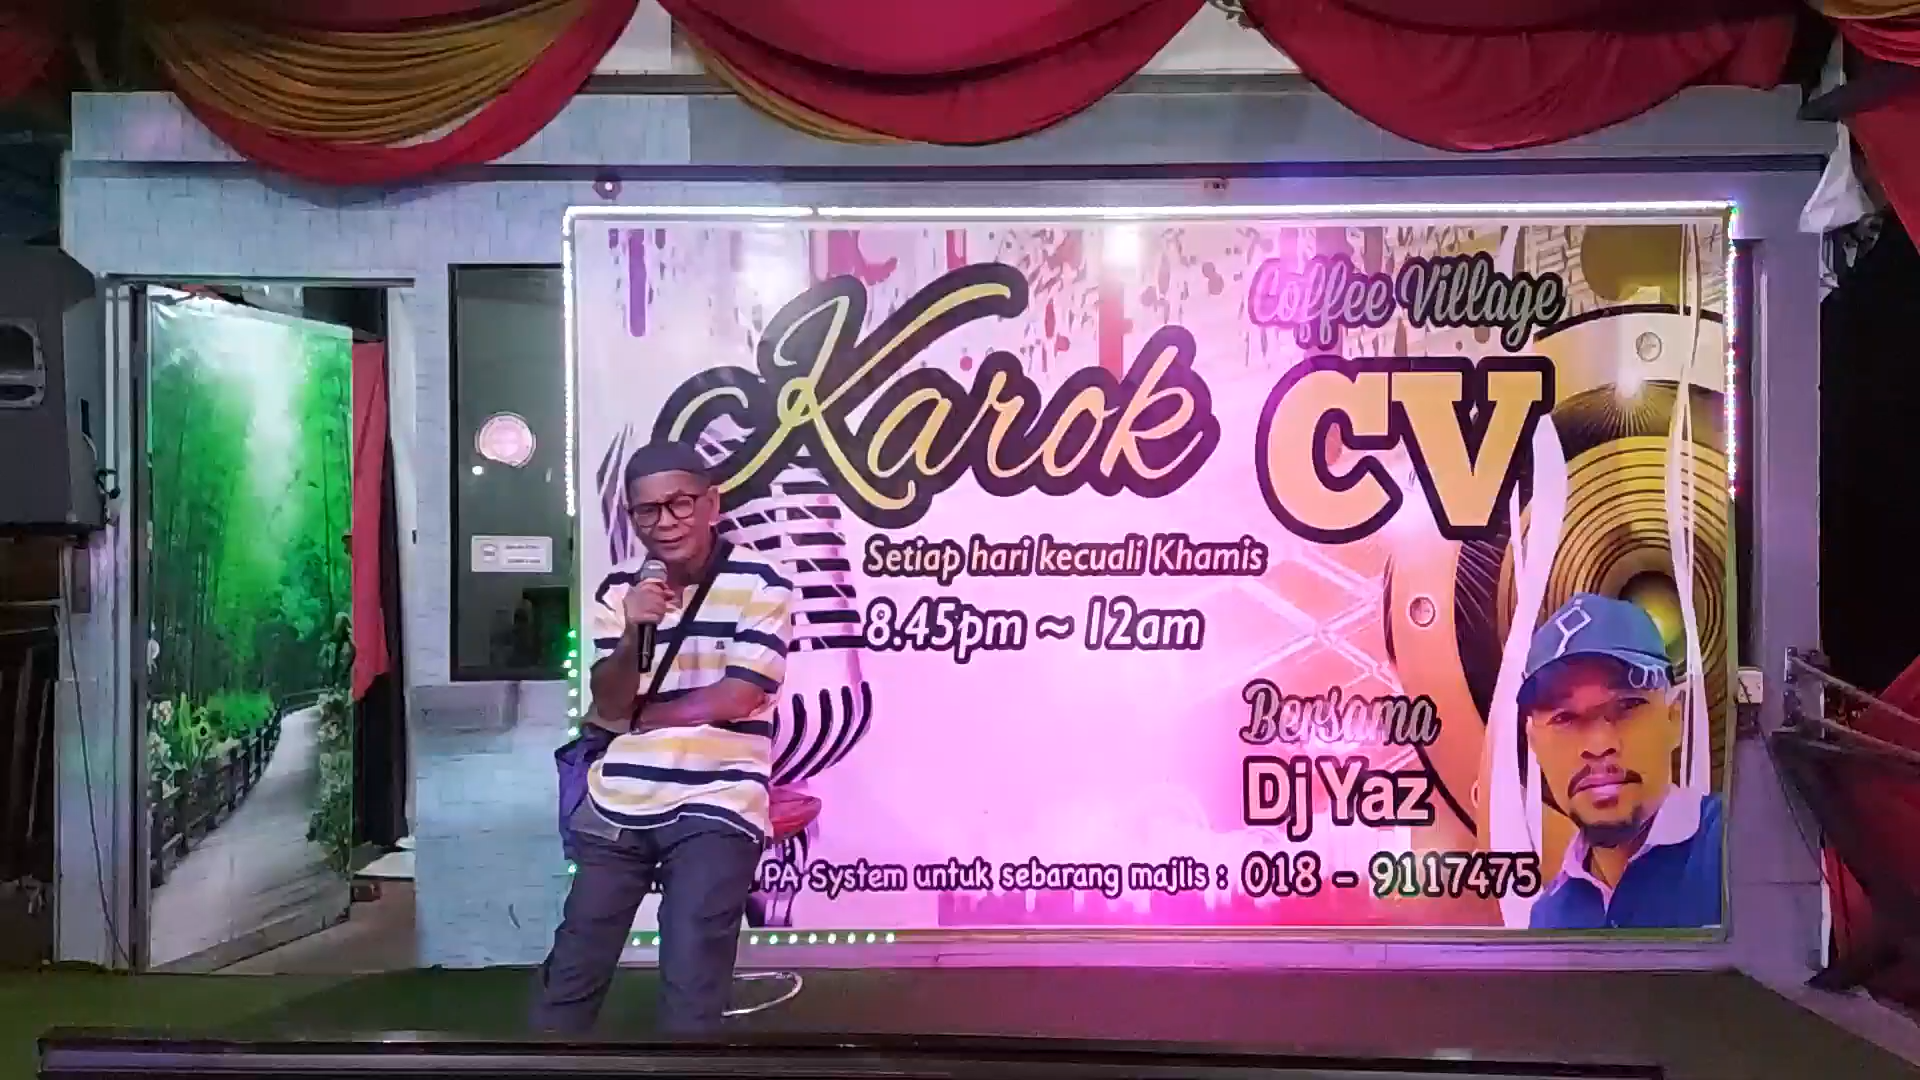 Coffee Village
Karok CV
Setiap hari kecuali Khamis
8.45pm ~ 12am
Bersama
Dj Yaz
PA System untuk sebarang majlis : 018 - 9117475